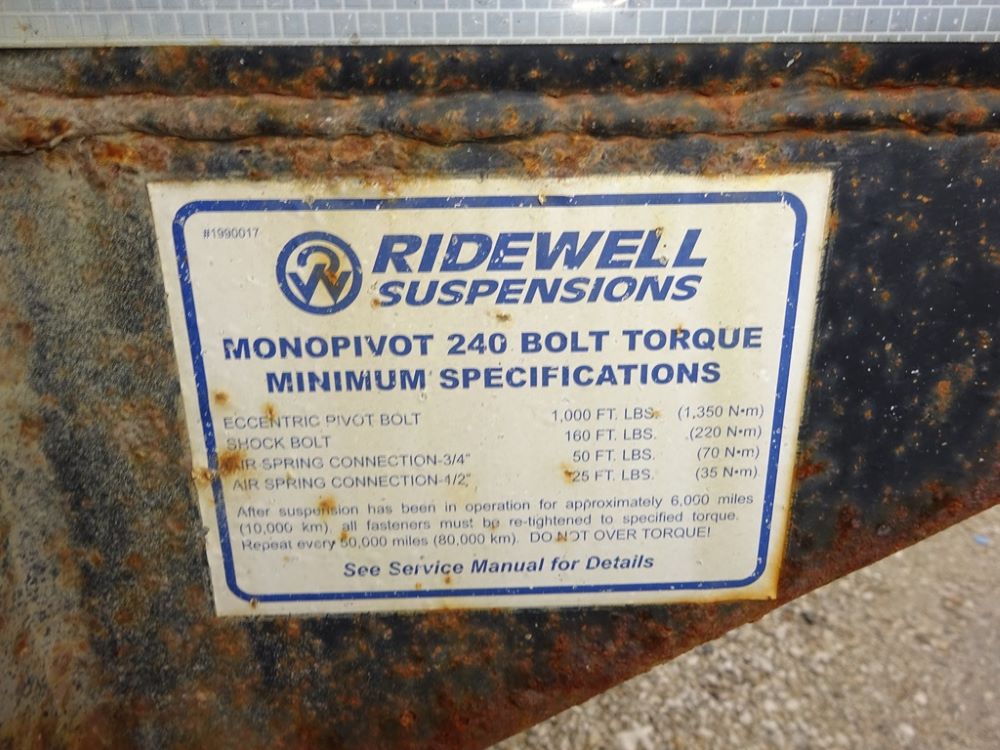 #1990017
RIDEWELL
SUSPENSIONS
MONOPIVOT 240 BOLT TORQUE
MINIMUM SPECIFICATIONS
ECCENTRIC PIVOT BOLT 1,000 FT. LBS. (1,350 N•m)
SHOCK BOLT 160 FT. LBS. (220 N•m)
AIR SPRING CONNECTION-3/4" 50 FT. LBS. (70 N•m)
AIR SPRING CONNECTION-1/2" 25 FT. LBS. (35 N•m)
After suspension has been in operation for approximately 6,000 miles
(10,000 km), all fasteners must be re-tightened to specified torque.
Repeat every 50,000 miles (80,000 km). DO NOT OVER TORQUE!
See Service Manual for Details